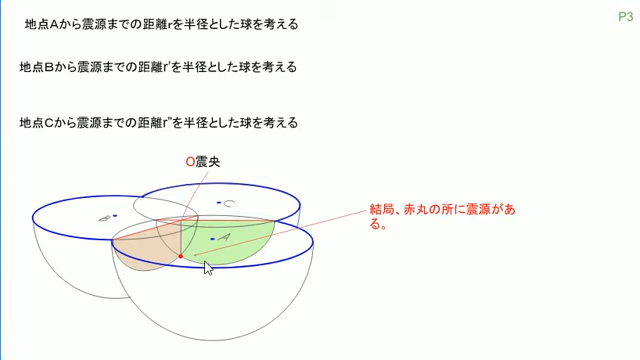 P3
地点Aから震源までの距離rを半径とした球を考える
地点Bから震源までの距離r'を半径とした球を考える
地点Cから震源までの距離r”を半径とした球を考える
O震央
C
B
A
結局、赤丸の所に震源があ
る。